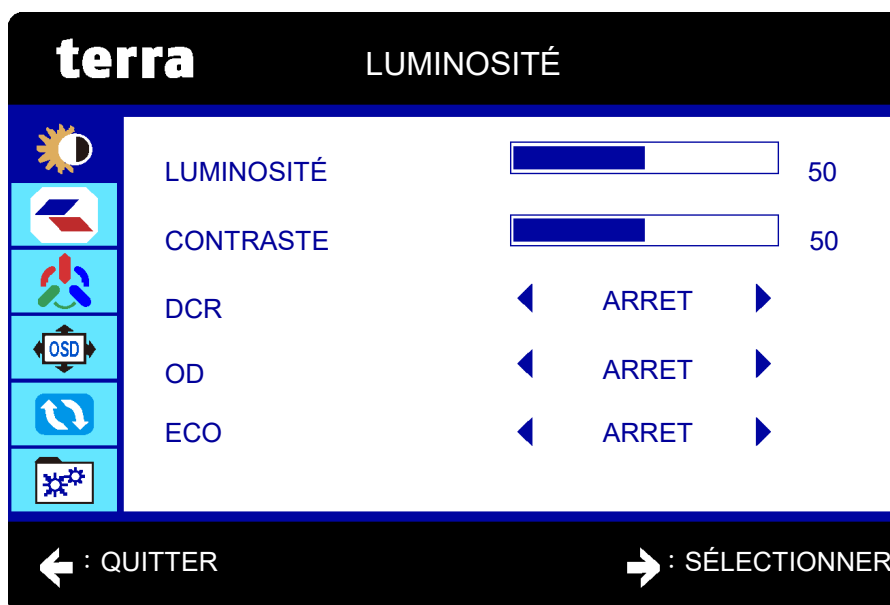 terra LUMINOSITÉ
LUMINOSITÉ 50
CONTRASTE 50
DCR ARRET
OSD
OD ARRET
ECO ARRET
: QUITTER : SÉLECTIONNER